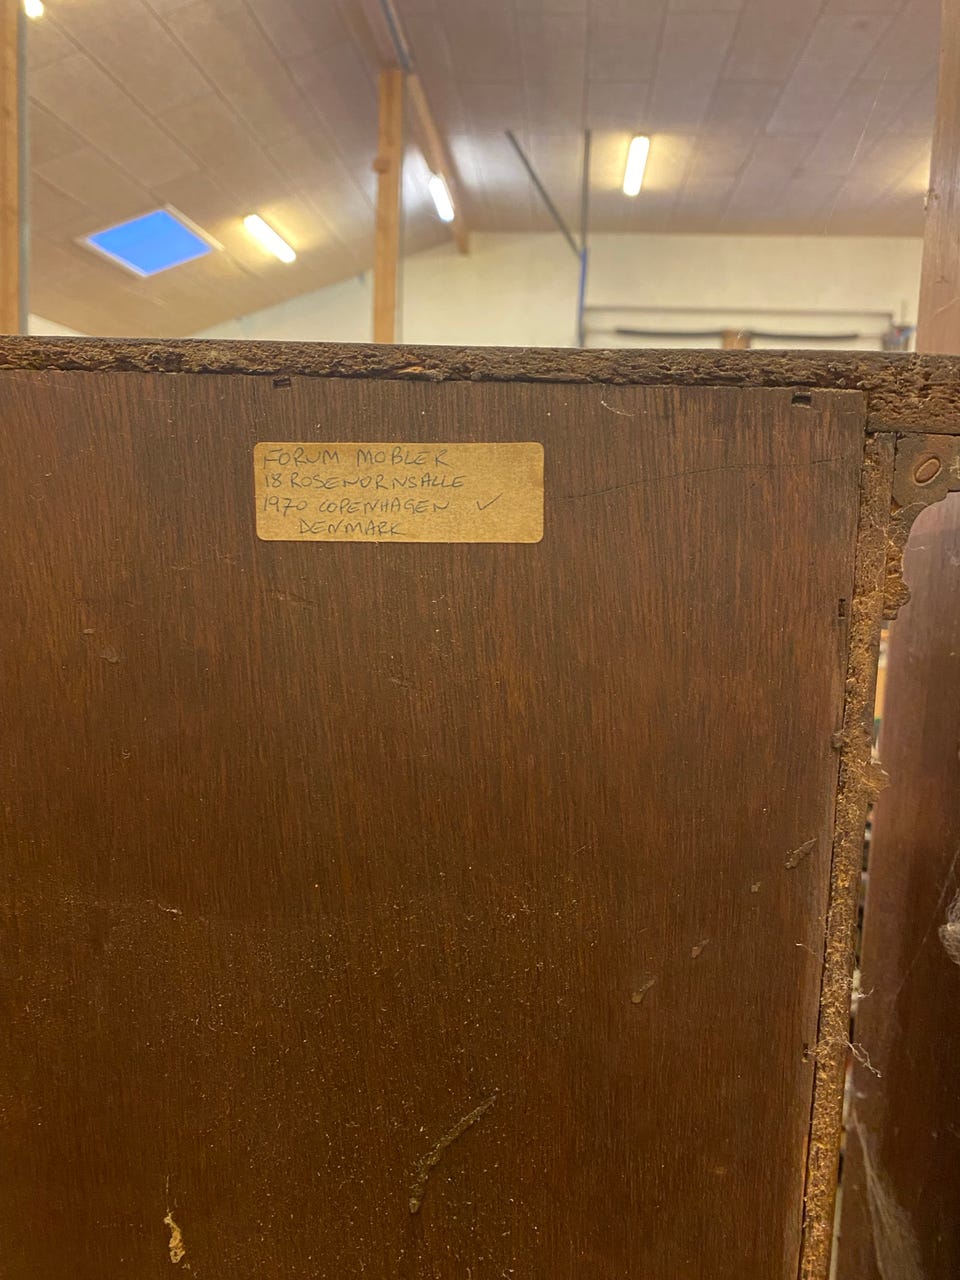 FORUM MOBLER
18 ROSENORNSALLE
1970 COPENHAGEN ✓
DENMARK